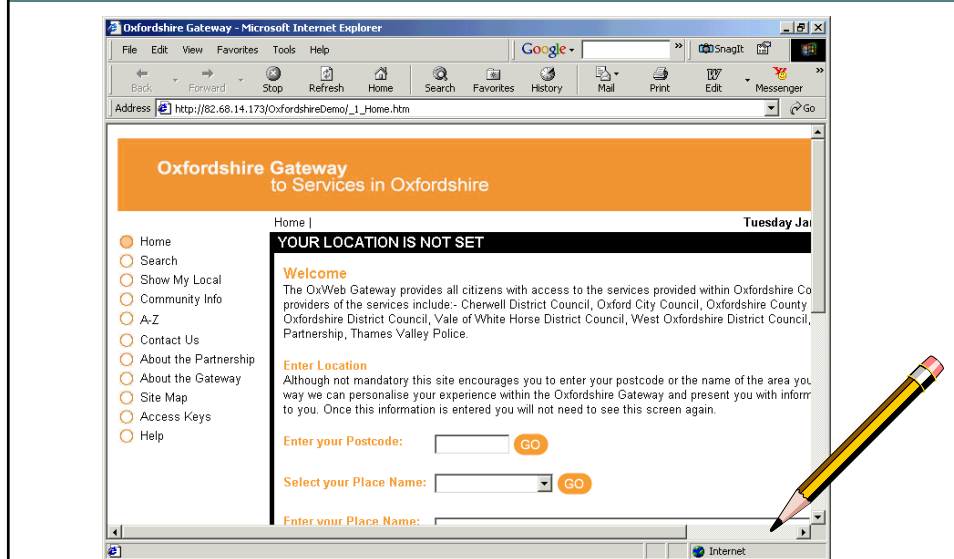 Oxfordshire Gateway - Microsoft Internet Explorer
File Edit View Favorites Tools Help
Google
»
SnagIt
Back Forward Stop Refresh Home Search Favorites History Mail Print Edit Messenger
»
Address http://82.68.14.173/OxfordshireDemo/_1_Home.htm
Go
Oxfordshire Gateway
to Services in Oxfordshire
Home | Tuesday Ja
YOUR LOCATION IS NOT SET
Home
Search
Show My Local
Community Info
A-Z
Contact Us
About the Partnership
About the Gateway
Site Map
Access Keys
Help
Welcome
The OxWeb Gateway provides all citizens with access to the services provided within Oxfordshire Co
providers of the services include:- Cherwell District Council, Oxford City Council, Oxfordshire County
Oxfordshire District Council, Vale of White Horse District Council, West Oxfordshire District Council,
Partnership, Thames Valley Police.
Enter Location
Although not mandatory this site encourages you to enter your postcode or the name of the area you
way we can personalise your experience within the Oxfordshire Gateway and present you with inform
to you. Once this information is entered you will not need to see this screen again.
Enter your Postcode: GO
Select your Place Name: GO
Enter your Place Name:
Internet